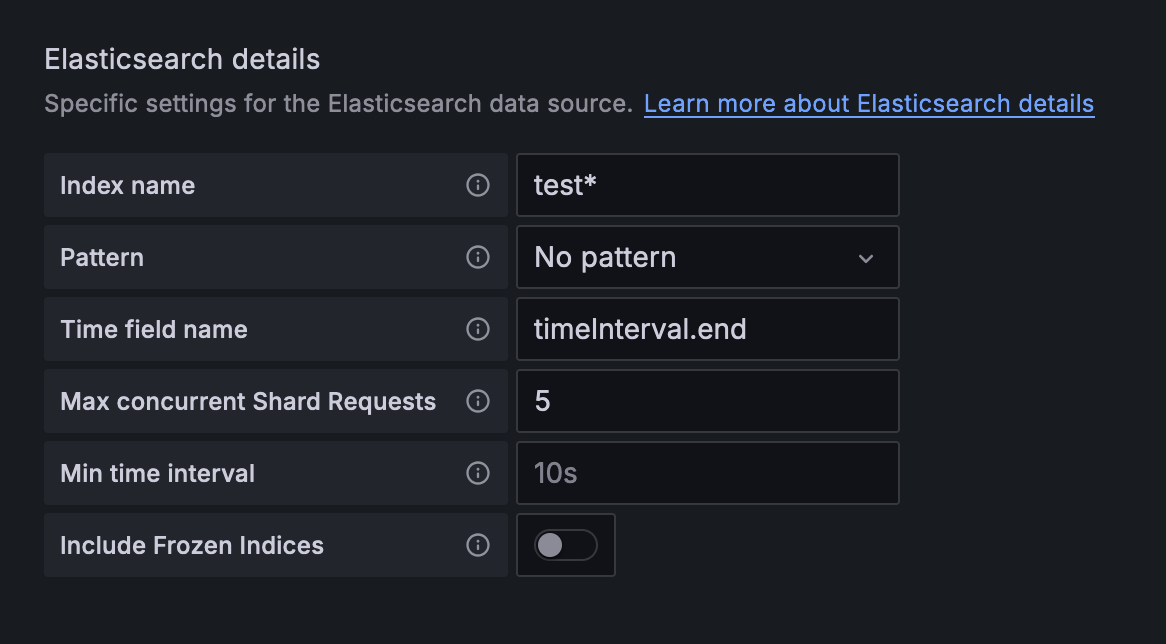 Elasticsearch details
Specific settings for the Elasticsearch data source. Learn more about Elasticsearch details
Index name test*
Pattern No pattern
Time field name timeInterval.end
Max concurrent Shard Requests 5
Min time interval 10s
Include Frozen Indices